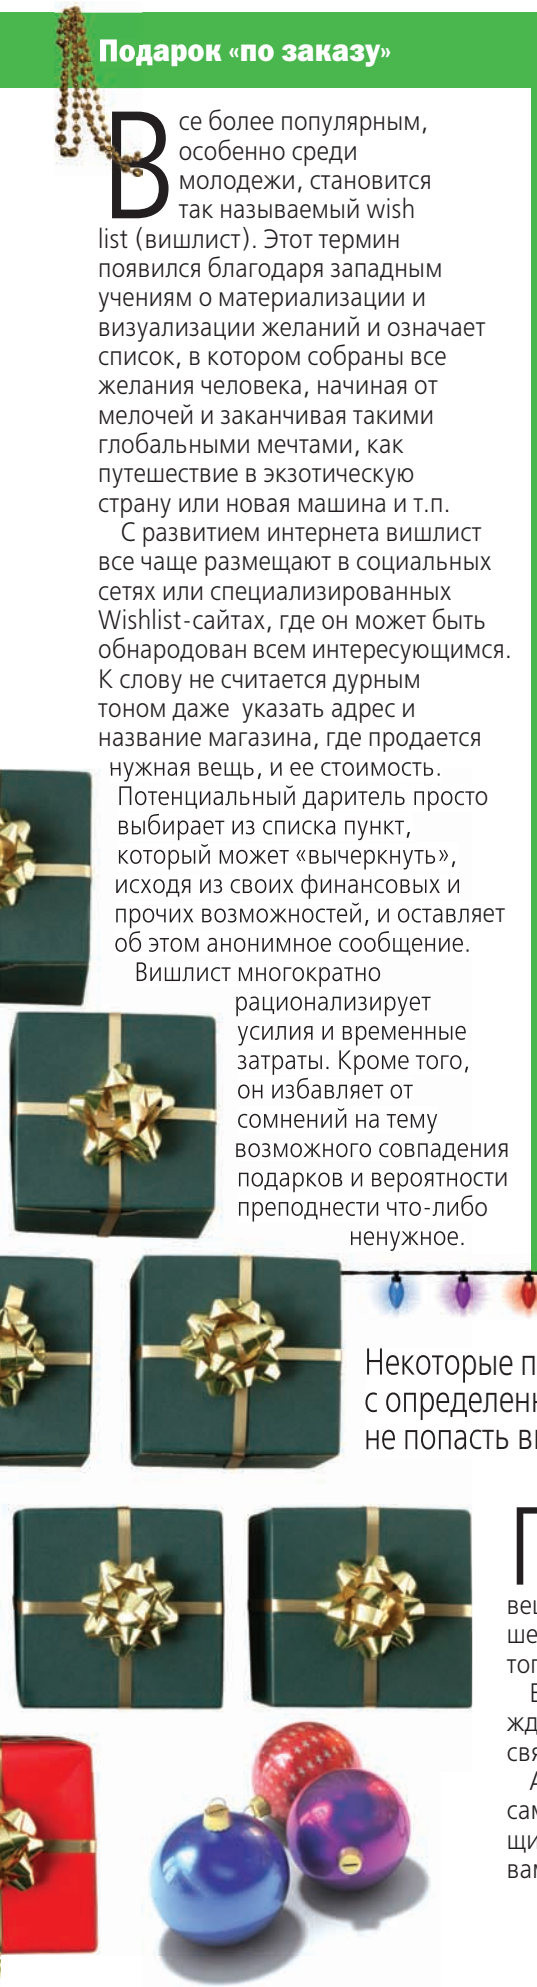 Подарок «по заказу»
Все более популярным,
особенно среди
молодежи, становится
так называемый wish
list (вишлист). Этот термин
появился благодаря западным
учениям о материализации и
визуализации желаний и означает
список, в котором собраны все
желания человека, начиная от
мелочей и заканчивая такими
глобальными мечтами, как
путешествие в экзотическую
страну или новая машина и т.п.
С развитием интернета вишлист
все чаще размещают в социальных
сетях или специализированных
Wishlist-сайтах, где он может быть
обнародован всем интересующимся.
К слову не считается дурным
тоном даже  указать адрес и
название магазина, где продается
нужная вещь, и ее стоимость.
Потенциальный даритель просто
выбирает из списка пункт,
который может «вычеркнуть»,
исходя из своих финансовых и
прочих возможностей, и оставляет
об этом анонимное сообщение.
Вишлист многократно
рационализирует
усилия и временные
затраты. Кроме того,
он избавляет от
сомнений на тему
возможного совпадения
подарков и вероятности
преподнести что-либо
ненужное.
Некоторые
с
не попасть